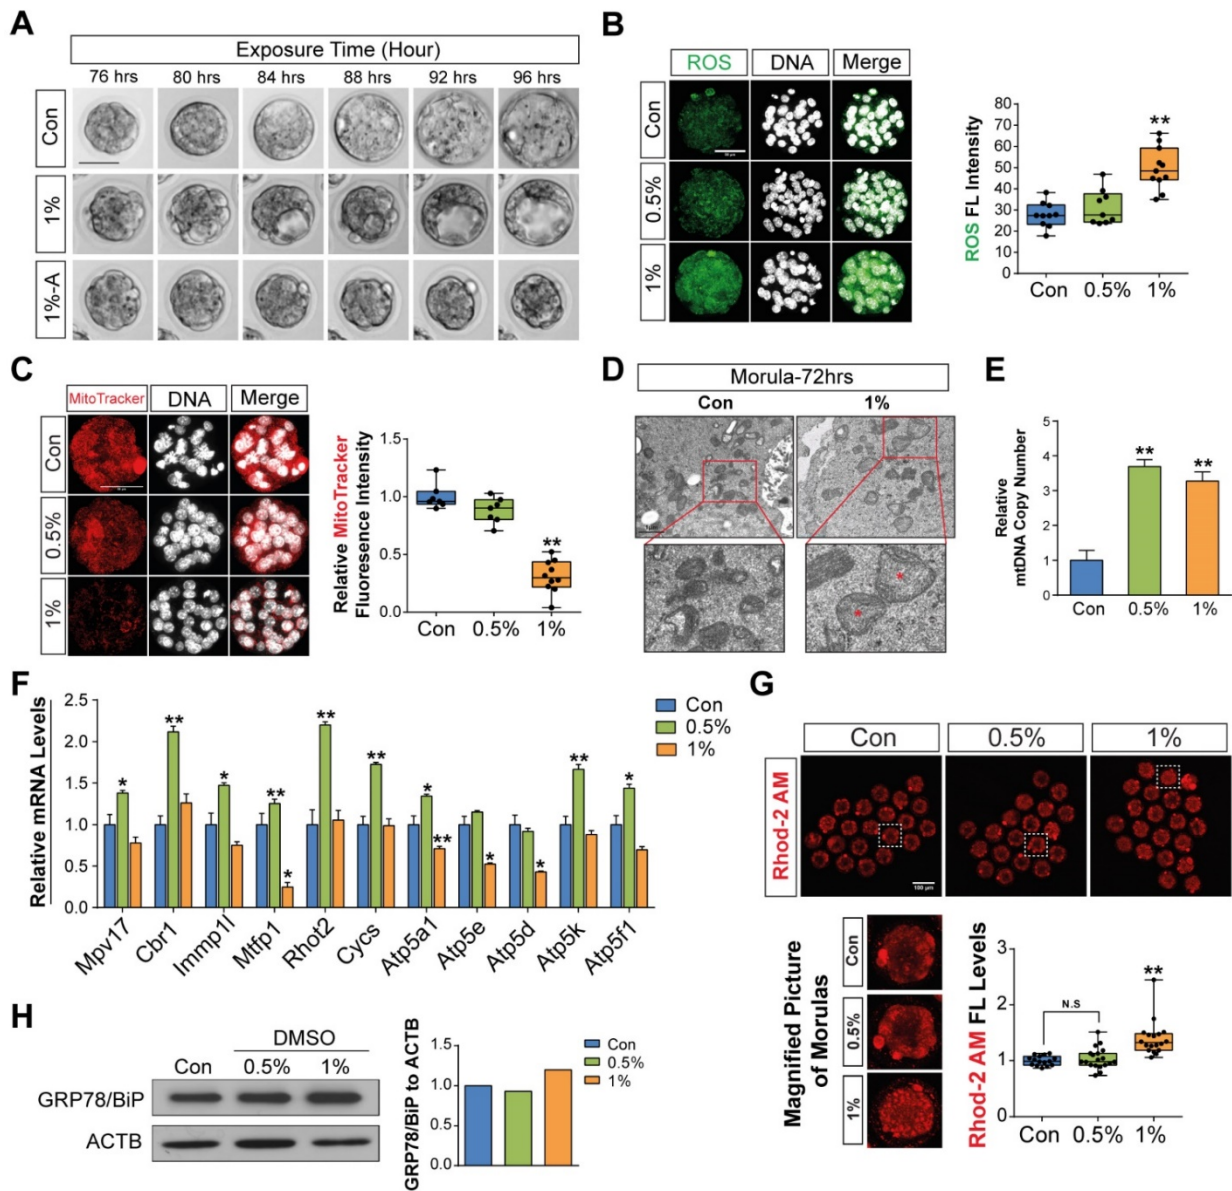 A
Exposure Time (Hour)
76 hrs 80 hrs 84 hrs 88 hrs 92 hrs 96 hrs
Con
1%
1%-A
B
ROS DNA Merge
Con
0.5%
1%
ROS FL Intensity
80
70
60
50
40
30
20
10
0
**
Con 0.5% 1%
C
MitoTracker DNA Merge
Con
0.5%
1%
Relative MitoTracker
Fluoresence Intensity
1.5
1.0
0.5
0.0
**
Con 0.5% 1%
D
Morula-72hrs
Con 1%
1μm
*
*
E
Relative
mtDNA Copy Number
5
4
3
2
1
0
** **
Con 0.5% 1%
F
Relative mRNA Levels
2.5
2.0
1.5
1.0
0.5
0.0
* ** * ** * ** ** * ** * * ** *
Mpv17 Cbr1 Immp1l Mtfp1 Rhot2 Cycs Atp5a1 Atp5e Atp5d Atp5k Atp5f1
Con
0.5%
1%
G
Con 0.5% 1%
Rhod-2 AM
100 μm
Magnified Picture
of Morulas
Con
0.5%
1%
Rhod-2 AM FL Levels
3
2
1
0
N.S
**
Con 0.5% 1%
H
DMSO
Con 0.5% 1%
GRP78/BiP
ACTB
GRP78/BiP to ACTB
1.5
1.0
0.5
0.0
Con
0.5%
1%